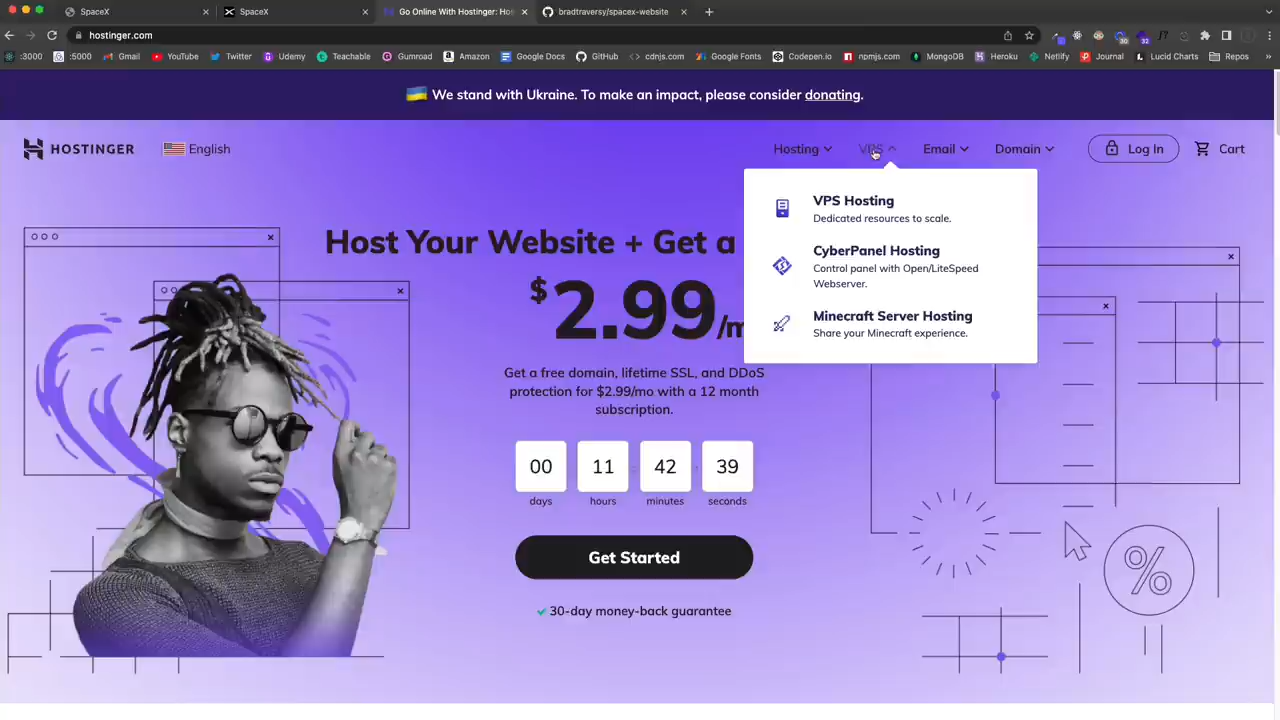 SpaceX
SpaceX
Go Online With Hostinger: Hos
bradtraversy/spacex-website
hostinger.com
:3000
:5000
Gmail
YouTube
Twitter
Udemy
Teachable
Gumroad
Amazon
Google Docs
GitHub
cdnjs.com
Google Fonts
Codepen.io
npmjs.com
MongoDB
Heroku
Netlify
Journal
Lucid Charts
Repos
We stand with Ukraine. To make an impact, please consider donating.
HOSTINGER
English
Hosting
VPS
Email
Domain
Log In
Cart
VPS Hosting
Dedicated resources to scale.
CyberPanel Hosting
Control panel with Open/LiteSpeed
Webserver.
Minecraft Server Hosting
Share your Minecraft experience.
Host Your Website + Get a
$2.99/m
Get a free domain, lifetime SSL, and DDoS
protection for $2.99/mo with a 12 month
subscription.
00 : 11 : 42 : 39
days hours minutes seconds
Get Started
30-day money-back guarantee
%